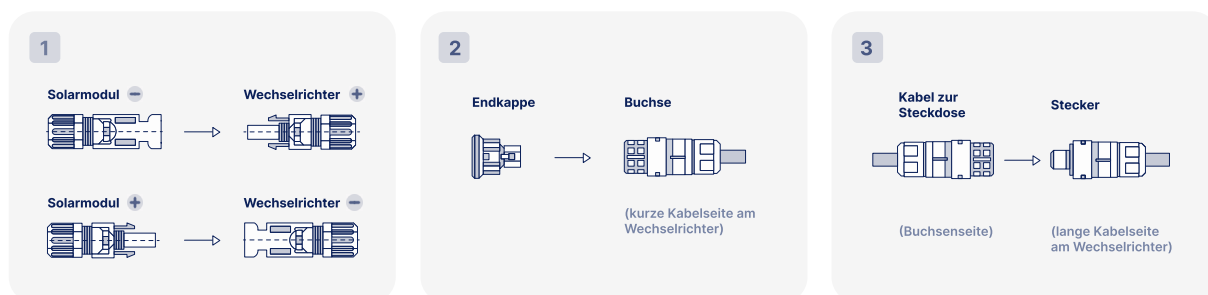 1
Solarmodul −
Wechselrichter +
Solarmodul +
Wechselrichter −
2
Endkappe
Buchse
(kurze Kabelseite am
Wechselrichter)
3
Kabel zur
Steckdose
Stecker
(Buchsenseite)
(lange Kabelseite
am Wechselrichter)